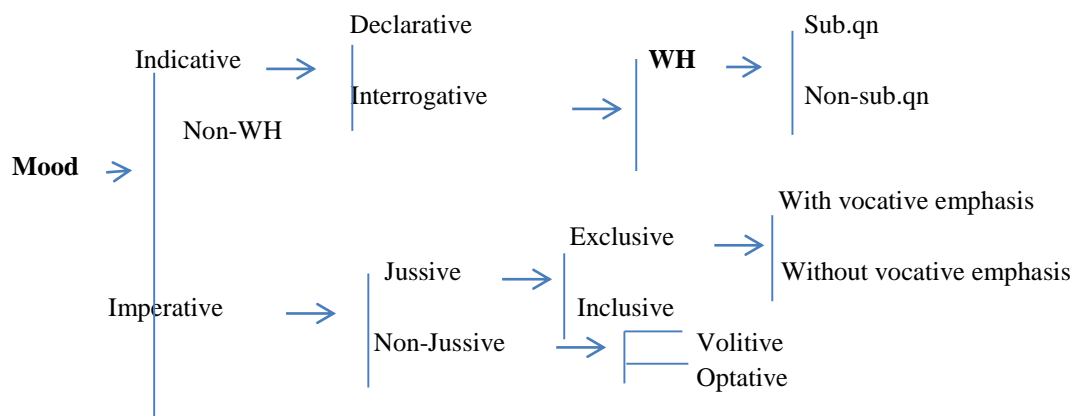 Declarative
Sub.qn
Indicative
WH
Interrogative
Non-sub.qn
Non-WH
Mood
With vocative emphasis
Exclusive
Jussive
Without vocative emphasis
Imperative
Inclusive
Non-Jussive
Volitive
Optative